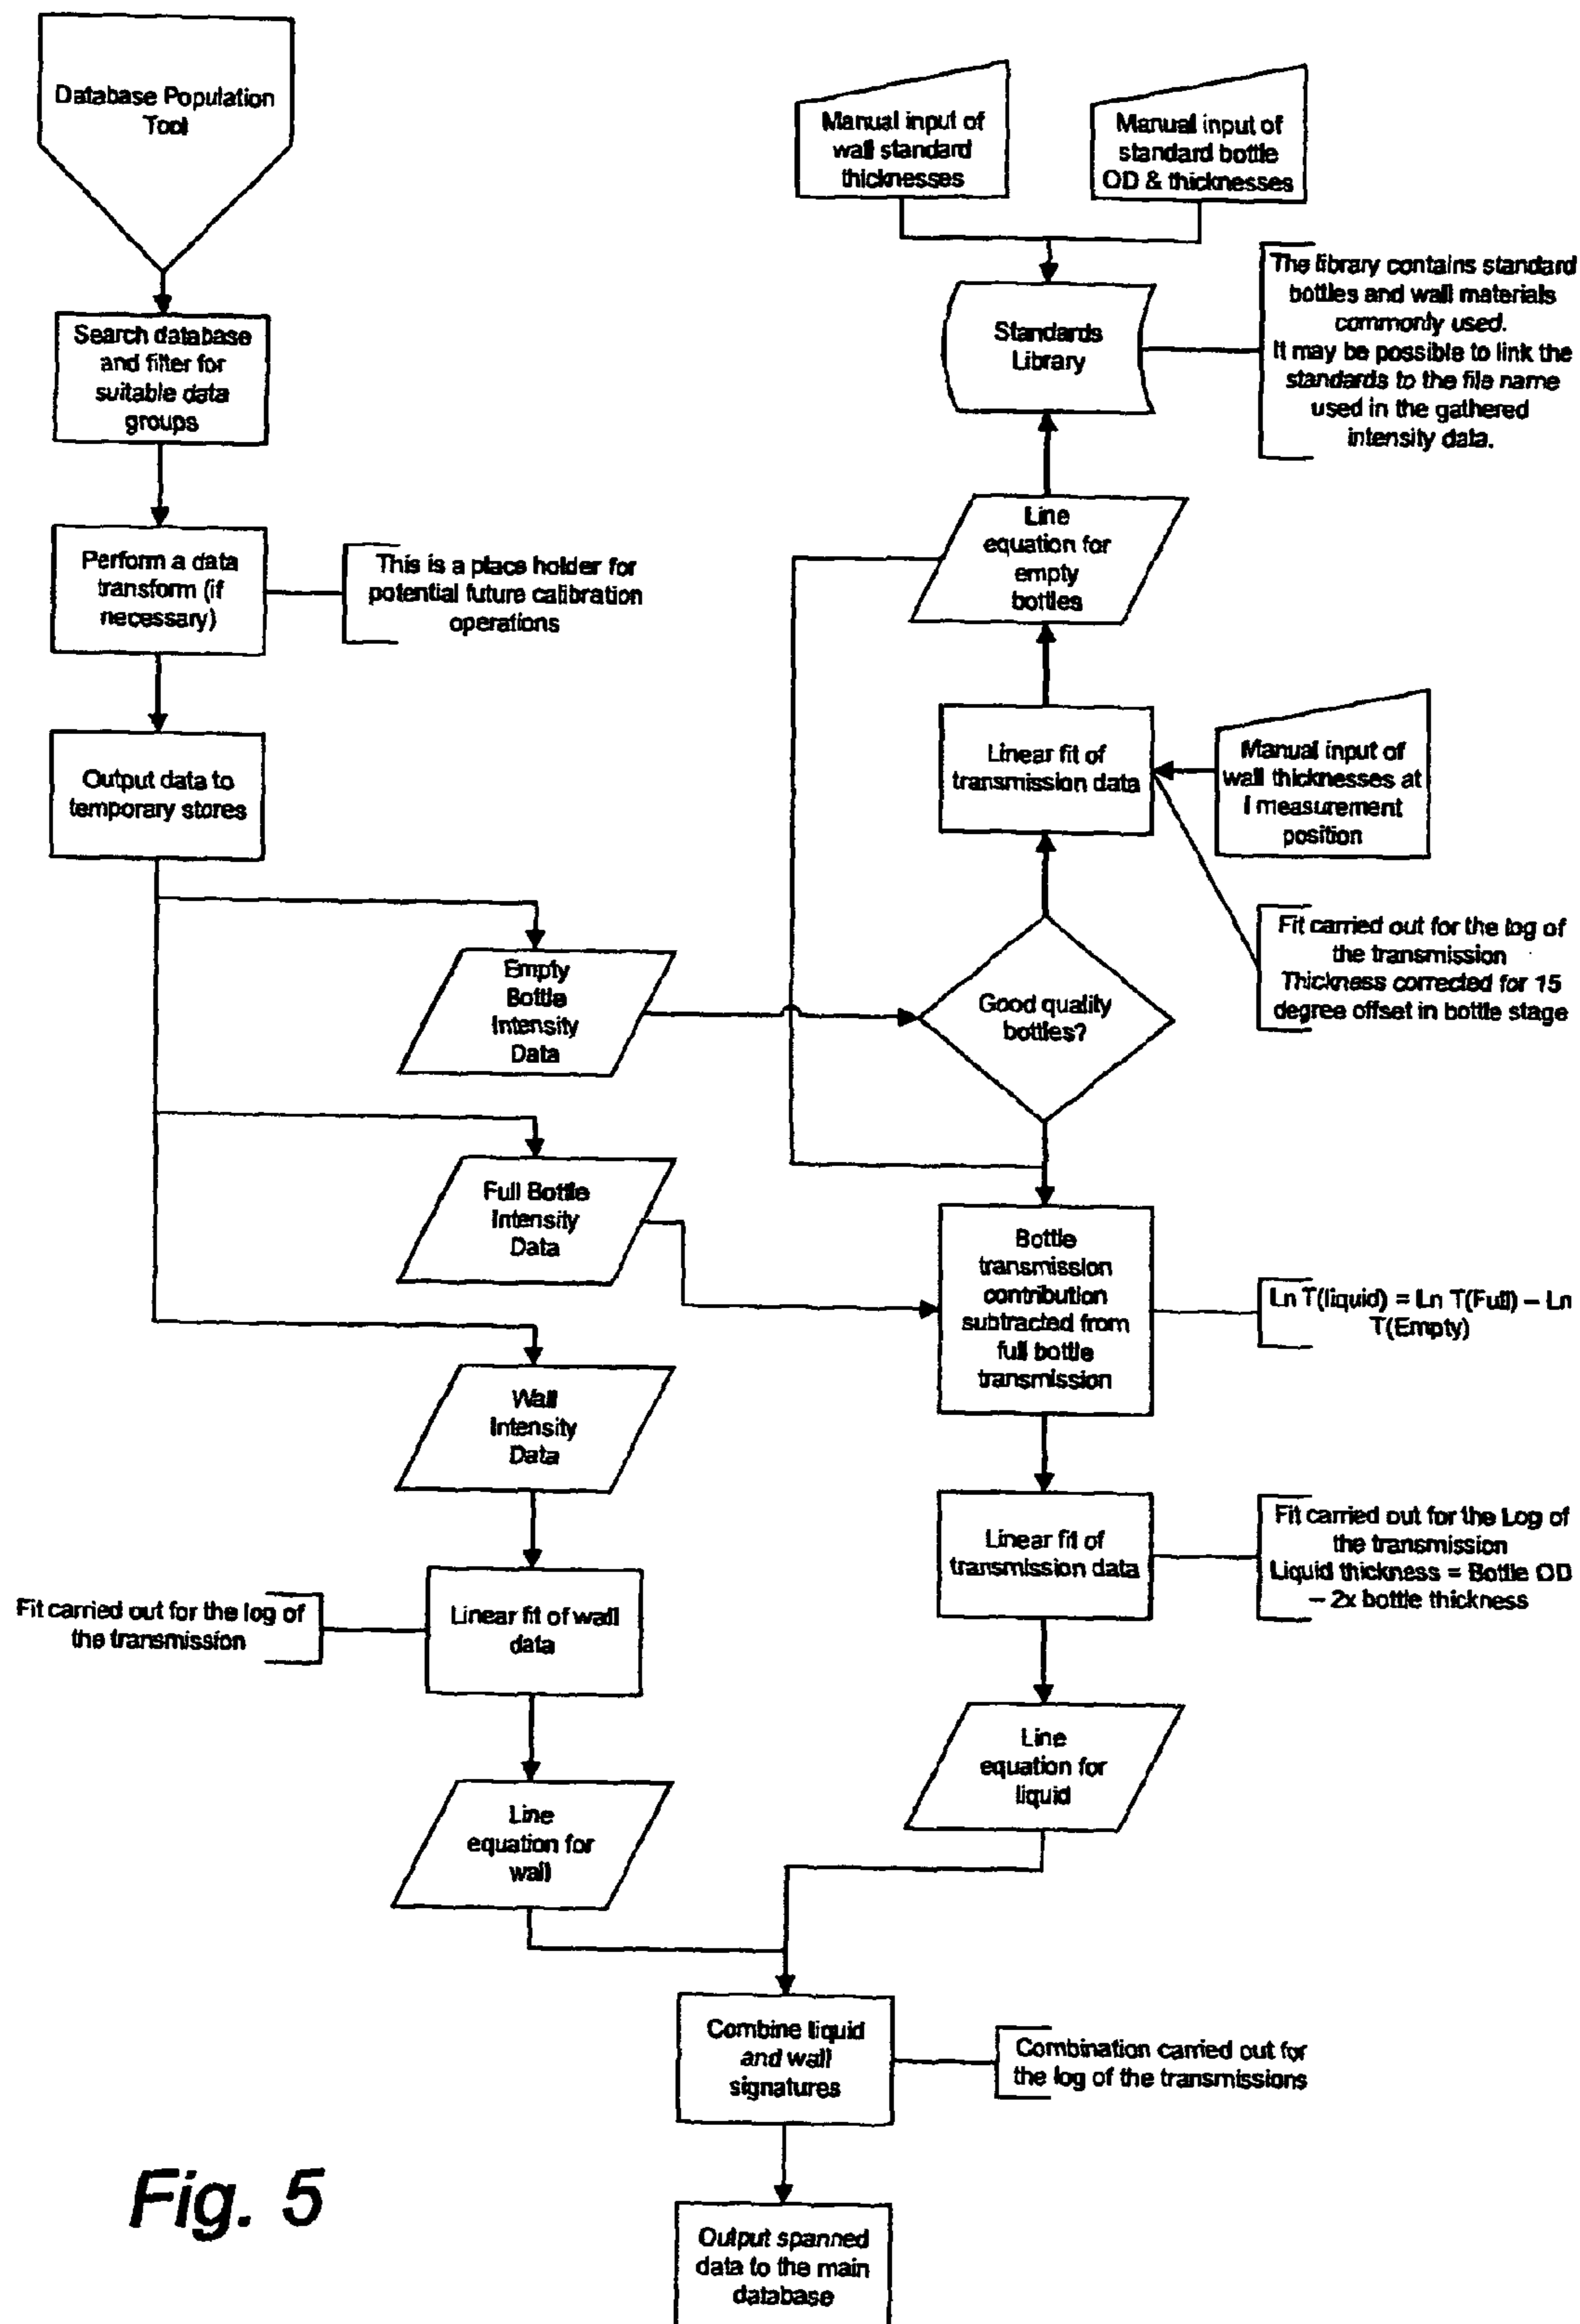 Database Population
Tool
Search database
and filter for
suitable data
groups
Perform a data
transform (if
necessary)
This is a place holder for
potential future calibration
operations
Output data to
temporary stores
Empty
Bottle
Intensity
Data
Full Bottle
Intensity
Data
Wall
Intensity
Data
Fit carried out for the log of
the transmission
Linear fit of wall
data
Line
equation for
wall
Manual input of
wall standard
thicknesses
Manual input of
standard bottle
OD & thicknesses
Standards
Library
The library contains standard
bottles and wall materials
commonly used.
It may be possible to link the
standards to the file name
used in the gathered
intensity data.
Line
equation for
empty
bottles
Linear fit of
transmission data
Manual input of
wall thicknesses at
I measurement
position
Fit carried out for the log of
the transmission
Thickness corrected for 15
degree offset in bottle stage
Good quality
bottles?
Bottle
transmission
contribution
subtracted from
full bottle
transmission
Ln T(liquid) = Ln T(Full) – Ln
T(Empty)
Linear fit of
transmission data
Fit carried out for the Log of
the transmission
Liquid thickness = Bottle OD
– 2x bottle thickness
Line
equation for
liquid
Combine liquid
and wall
signatures
Combination carried out for
the log of the transmissions
Output spanned
data to the main
database
Fig. 5